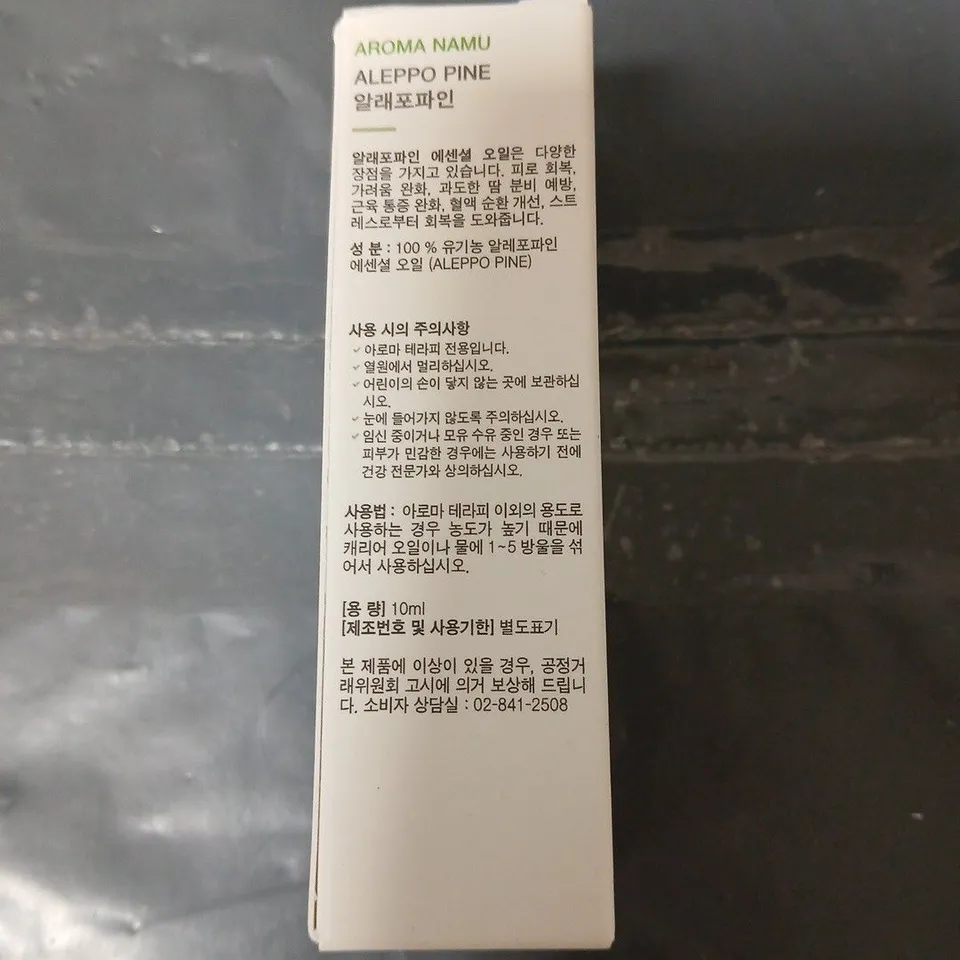 AROMA NAMU
ALEPPO PINE
알래포파인
알래포파인 에센셜 오일은 다양한
장점을 가지고 있습니다. 피로 회복,
가려움 완화, 과도한 땀 분비 예방,
근육 통증 완화, 혈액 순환 개선, 스트
레스로부터 회복을 도와줍니다.
성 분 : 100 % 유기농 알레포파인
에센셜 오일 (ALEPPO PINE)
사용 시의 주의사항
✓ 아로마 테라피 전용입니다.
✓ 열원에서 멀리하십시오.
✓ 어린이의 손이 닿지 않는 곳에 보관하십
시오.
✓ 눈에 들어가지 않도록 주의하십시오.
✓ 임신 중이거나 모유 수유 중인 경우 또는
피부가 민감한 경우에는 사용하기 전에
건강 전문가와 상의하십시오.
사용법 : 아로마 테라피 이외의 용도로
사용하는 경우 농도가 높기 때문에
캐리어 오일이나 물에 1~5 방울을 섞
어서 사용하십시오.
[용 량] 10ml
[제조번호 및 사용기한] 별도표기
본 제품에 이상이 있을 경우, 공정거
래위원회 고시에 의거 보상해 드립니
다. 소비자 상담실 : 02-841-2508